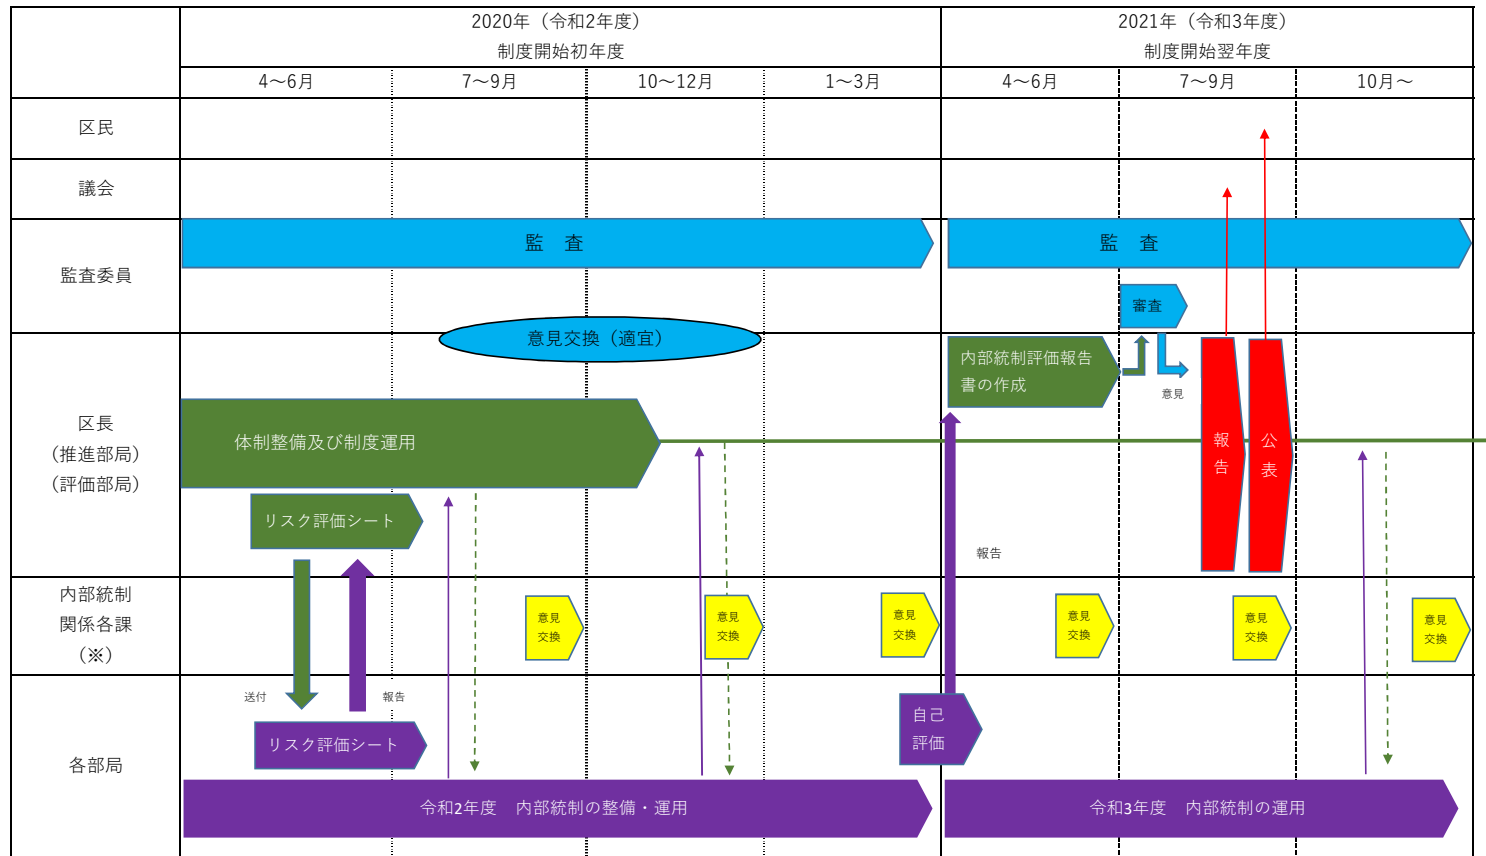 2020年（令和2年度）
制度開始初年度
2021年（令和3年度）
制度開始翌年度
4～6月
7～9月
10～12月
1～3月
4～6月
7～9月
10月～
区民
議会
監査委員
監　査
監　査
審査
意見交換（適宜）
区長
（推進部局）
（評価部局）
体制整備及び制度運用
内部統制評価報告
書の作成
意見
報
告
公
表
リスク評価シート
報告
内部統制
関係各課
（※）
意見
交換
意見
交換
意見
交換
意見
交換
意見
交換
意見
交換
各部局
送付
報告
リスク評価シート
自己
評価
令和2年度　内部統制の整備・運用
令和3年度　内部統制の運用